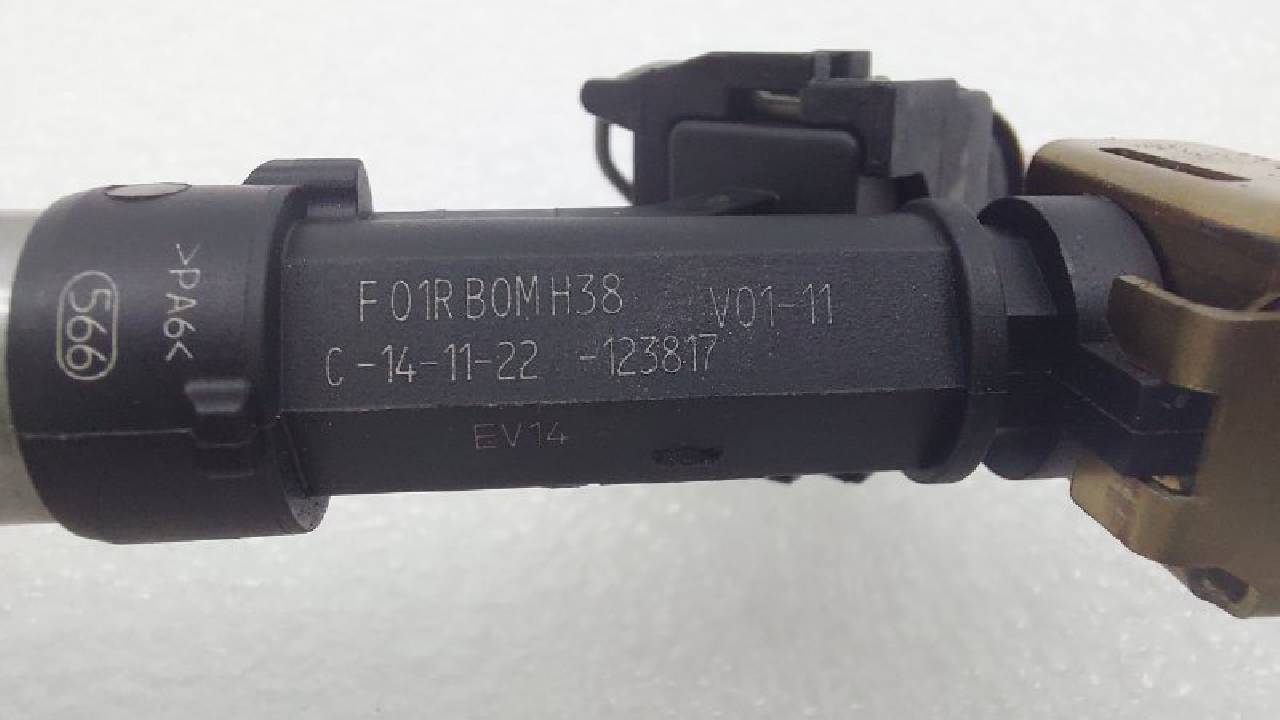 566
>PA6<
F01RB0MH38 V01-11
C-14-11-22 -123817
EV14